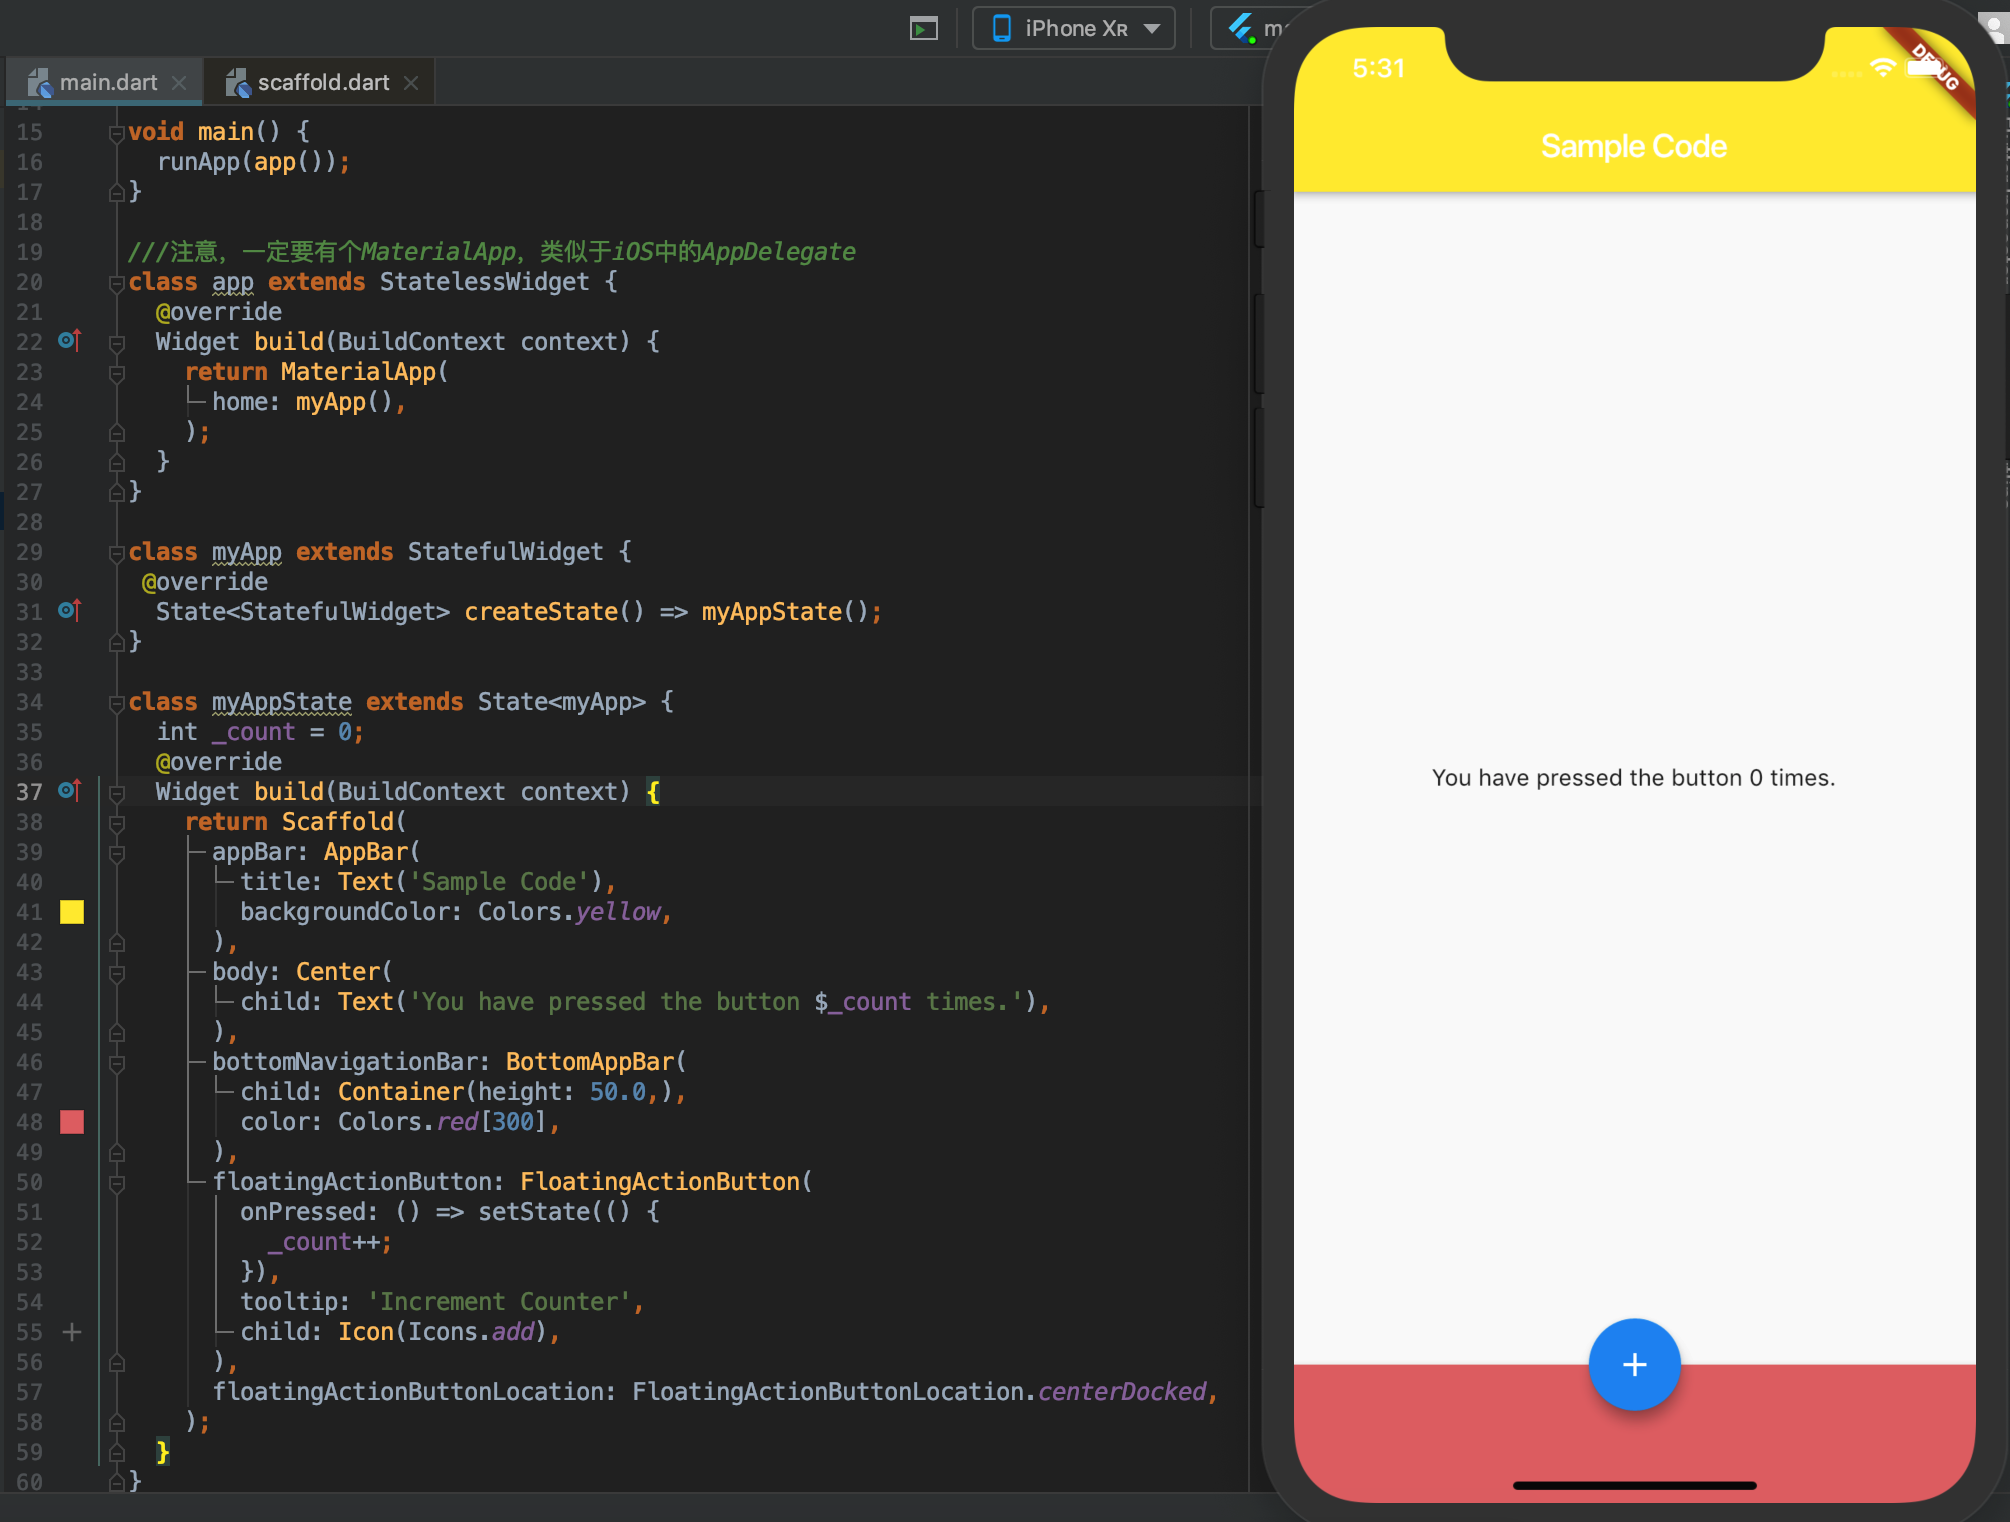 iPhone XR
main.dart
scaffold.dart
15 void main() {
16   runApp(app());
17 }
18
19 ///注意，一定要有个MaterialApp，类似于iOS中的AppDelegate
20 class app extends StatelessWidget {
21   @override
22   Widget build(BuildContext context) {
23     return MaterialApp(
24       home: myApp(),
25     );
26   }
27 }
28
29 class myApp extends StatefulWidget {
30  @override
31   State<StatefulWidget> createState() => myAppState();
32 }
33
34 class myAppState extends State<myApp> {
35   int _count = 0;
36   @override
37   Widget build(BuildContext context) {
38     return Scaffold(
39       appBar: AppBar(
40         title: Text('Sample Code'),
41         backgroundColor: Colors.yellow,
42       ),
43       body: Center(
44         child: Text('You have pressed the button $_count times.'),
45       ),
46       bottomNavigationBar: BottomAppBar(
47         child: Container(height: 50.0,),
48         color: Colors.red[300],
49       ),
50       floatingActionButton: FloatingActionButton(
51         onPressed: () => setState(() {
52           _count++;
53         }),
54         tooltip: 'Increment Counter',
55         child: Icon(Icons.add),
56       ),
57       floatingActionButtonLocation: FloatingActionButtonLocation.centerDocked,
58     );
59   }
60 }
5:31
DEBUG
Sample Code
You have pressed the button 0 times.